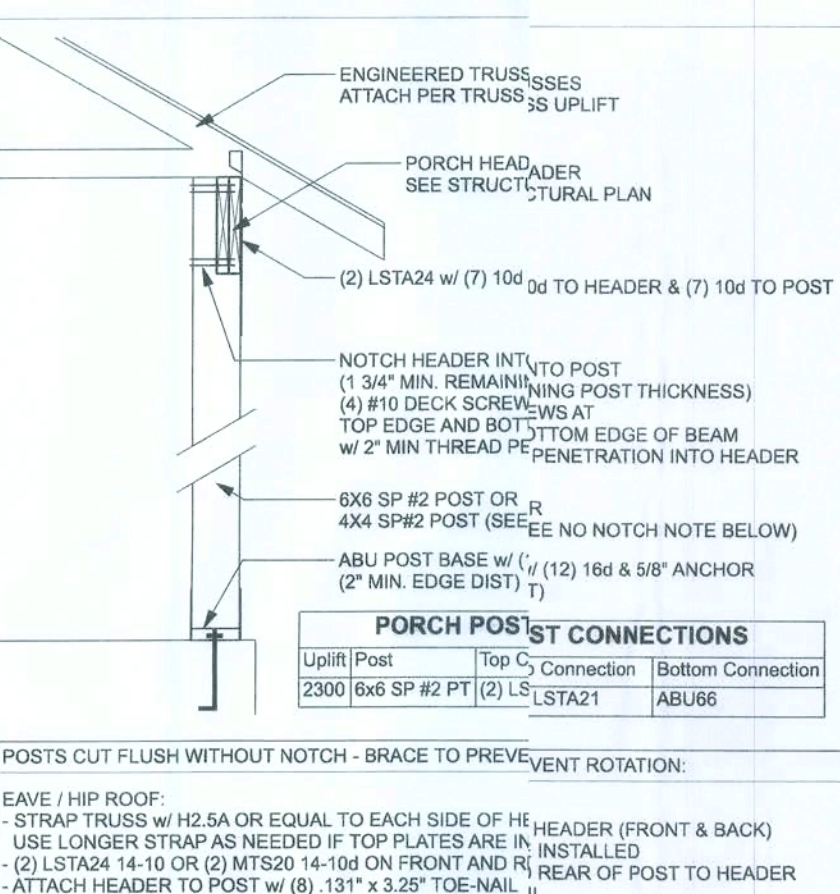 ENGINEERED TRUSSES
ATTACH PER TRUSS UPLIFT
PORCH HEADER
SEE STRUCTURAL PLAN
(2) LSTA24 w/ (7) 10d TO HEADER & (7) 10d TO POST
NOTCH HEADER INTO POST
(1 3/4" MIN. REMAINING POST THICKNESS)
(4) #10 DECK SCREWS AT
TOP EDGE AND BOTTOM EDGE OF BEAM
w/ 2" MIN THREAD PENETRATION INTO HEADER
6X6 SP #2 POST OR
4X4 SP#2 POST (SEE NO NOTCH NOTE BELOW)
ABU POST BASE w/ (12) 16d & 5/8" ANCHOR
(2" MIN. EDGE DIST)
PORCH POST CONNECTIONS
Uplift Post Top Connection Bottom Connection
2300 6x6 SP #2 PT (2) LSTA21 ABU66
POSTS CUT FLUSH WITHOUT NOTCH - BRACE TO PREVENT ROTATION:
EAVE / HIP ROOF:
- STRAP TRUSS w/ H2.5A OR EQUAL TO EACH SIDE OF HEADER (FRONT & BACK)
USE LONGER STRAP AS NEEDED IF TOP PLATES ARE INSTALLED
- (2) LSTA24 14-10 OR (2) MTS20 14-10d ON FRONT AND REAR OF POST TO HEADER
- ATTACH HEADER TO POST w/ (8) .131" x 3.25" TOE-NAIL